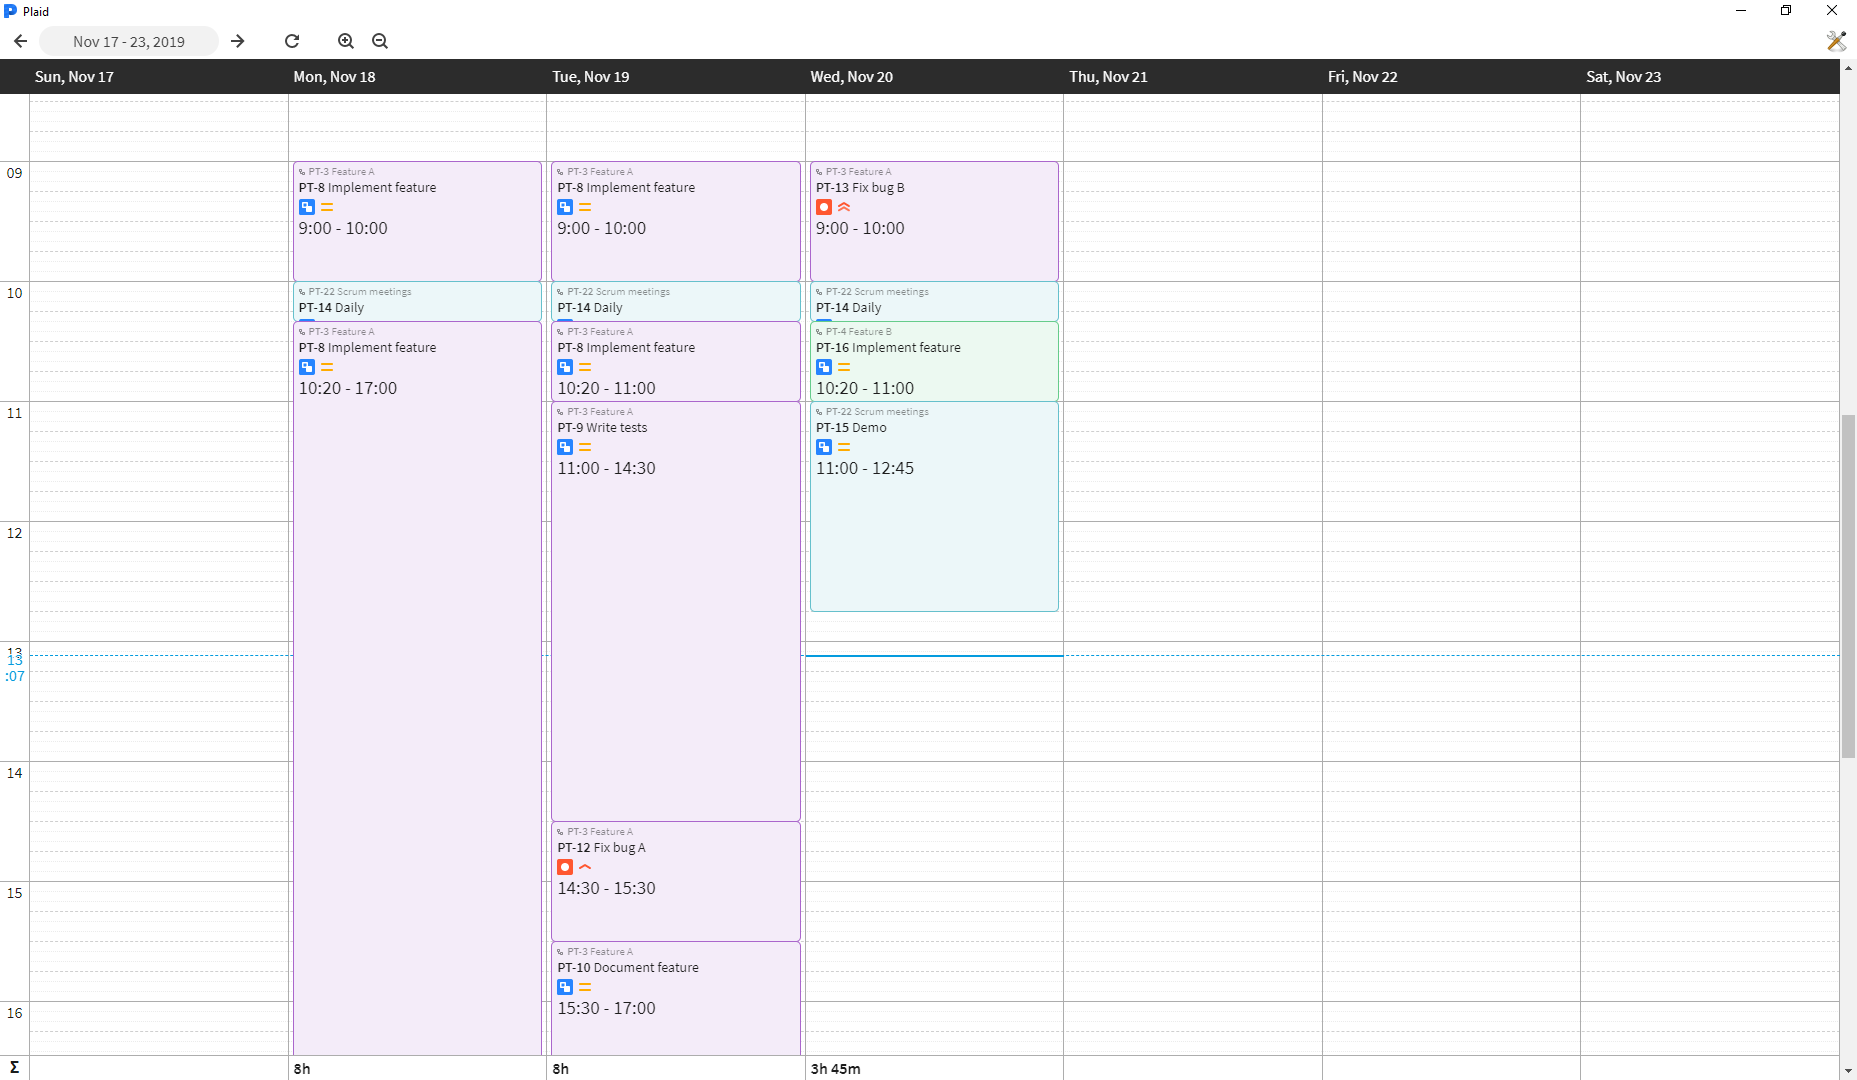 Plaid
Nov 17 - 23, 2019
Sun, Nov 17
Mon, Nov 18
Tue, Nov 19
Wed, Nov 20
Thu, Nov 21
Fri, Nov 22
Sat, Nov 23
09
10
11
12
13
13
:07
14
15
16
PT-3 Feature A
PT-8 Implement feature
9:00 - 10:00
PT-22 Scrum meetings
PT-14 Daily
PT-3 Feature A
PT-8 Implement feature
10:20 - 17:00
PT-3 Feature A
PT-8 Implement feature
9:00 - 10:00
PT-22 Scrum meetings
PT-14 Daily
PT-3 Feature A
PT-8 Implement feature
10:20 - 11:00
PT-3 Feature A
PT-9 Write tests
11:00 - 14:30
PT-3 Feature A
PT-12 Fix bug A
14:30 - 15:30
PT-3 Feature A
PT-10 Document feature
15:30 - 17:00
PT-3 Feature A
PT-13 Fix bug B
9:00 - 10:00
PT-22 Scrum meetings
PT-14 Daily
PT-4 Feature B
PT-16 Implement feature
10:20 - 11:00
PT-22 Scrum meetings
PT-15 Demo
11:00 - 12:45
Σ
8h
8h
3h 45m